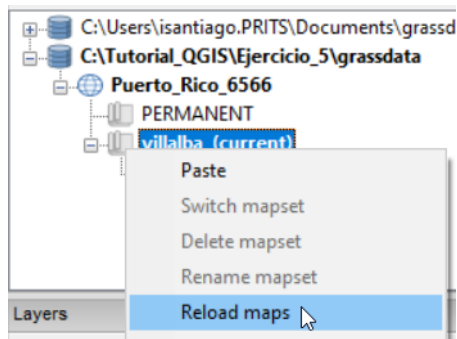 C:\Users\isantiago.PRITS\Documents\grassd
C:\Tutorial_QGIS\Ejercicio_5\grassdata
Puerto_Rico_6566
PERMANENT
villalba (current)
Paste
Switch mapset
Delete mapset
Rename mapset
Reload maps
Layers